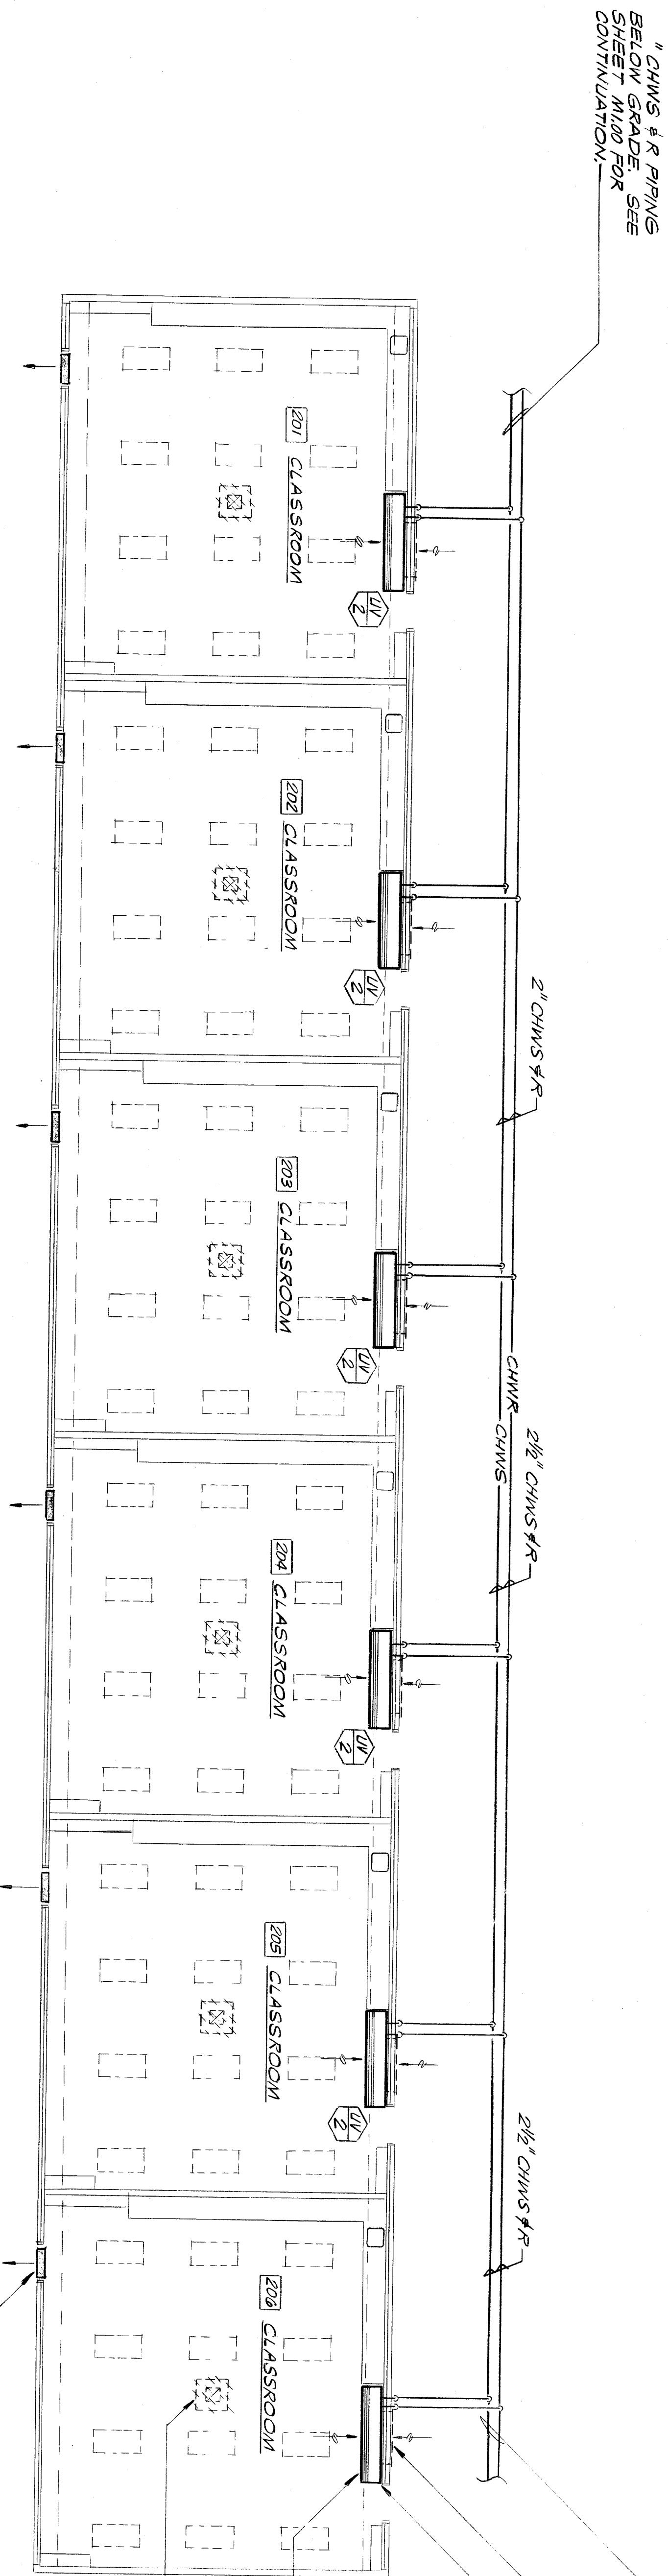 " CHWS & R PIPING
BELOW GRADE. SEE
SHEET M1.00 FOR
CONTINUATION.
2" CHWS & R
CHWR
CHWS
2½" CHWS & R
2½" CHWS & R
201 CLASSROOM
UV
2
202 CLASSROOM
UV
2
203 CLASSROOM
UV
2
204 CLASSROOM
UV
2
205 CLASSROOM
UV
2
206 CLASSROOM